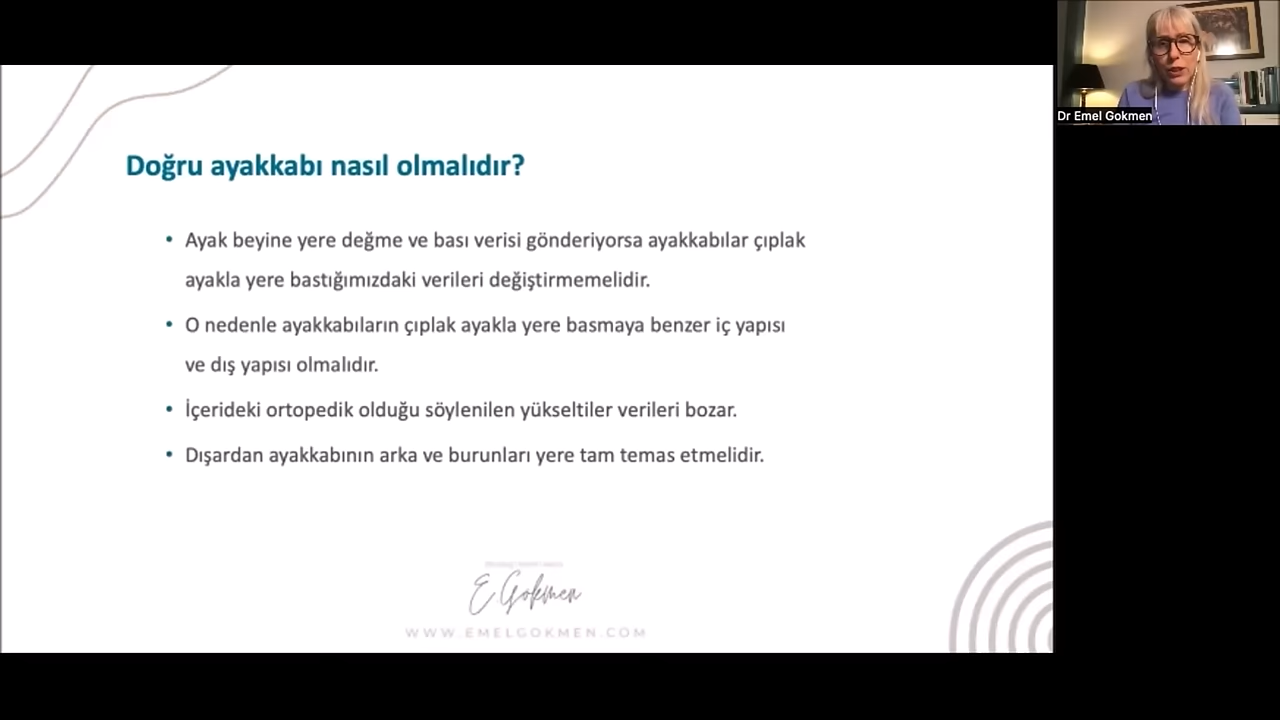 Dr Emel Gokmen
Doğru ayakkabı nasıl olmalıdır?
• Ayak beyine yere değme ve bası verisi gönderiyorsa ayakkabılar çıplak
ayakla yere bastığımızdaki verileri değiştirmemelidir.
• O nedenle ayakkabıların çıplak ayakla yere basmaya benzer iç yapısı
ve dış yapısı olmalıdır.
• İçerideki ortopedik olduğu söylenilen yükseltiler verileri bozar.
• Dışardan ayakkabının arka ve burunları yere tam temas etmelidir.
E Gokmen
WWW.EMELGOKMEN.COM